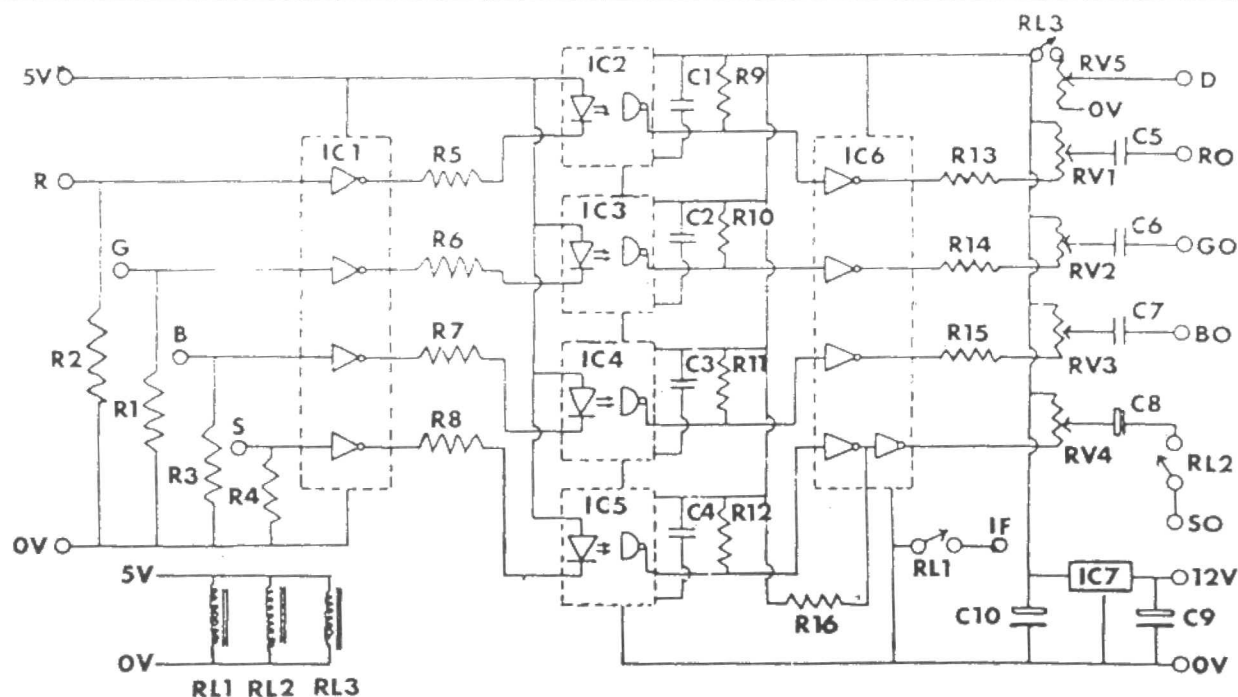 RL3
5V
IC2
C1
R9
RV5
D
0V
IC1
R5
IC6
R13
C5
RO
R
RV1
IC3
C2
R10
G
R6
R14
C6
GO
RV2
R7
R15
C7
BO
B
R2
IC4
C3
R11
RV3
R1
S
R8
C8
R3
R4
RV4
RL2
IC5
C4
R12
IF
SO
0V
RL1
5V
IC7
12V
R16
C10
C9
0V
0V
RL1 RL2 RL3